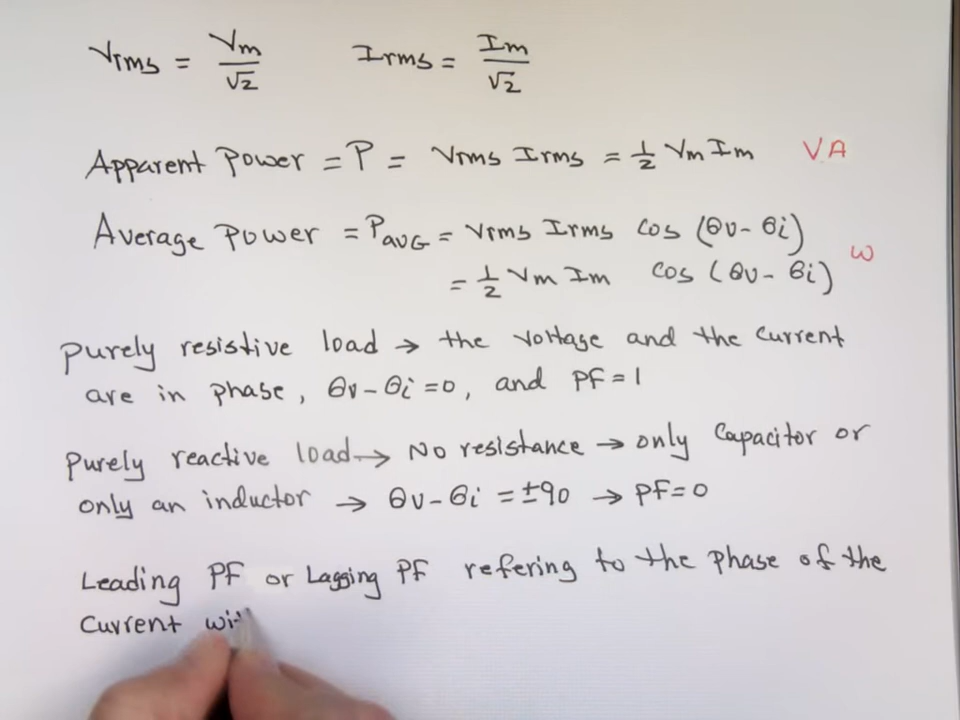 Vrms = Vm/√2 Irms = Im/√2
Apparent Power = P = Vrms Irms = 1/2 Vm Im VA
Average Power = PAVG = Vrms Irms cos (θv - θi)
= 1/2 Vm Im cos (θv - θi) W
Purely resistive load → the voltage and the current
are in phase, θv - θi = 0, and PF = 1
Purely reactive load → No resistance → only capacitor or
only an inductor → θv - θi = ±90 → PF = 0
Leading PF or Lagging PF refering to the phase of the
current wit